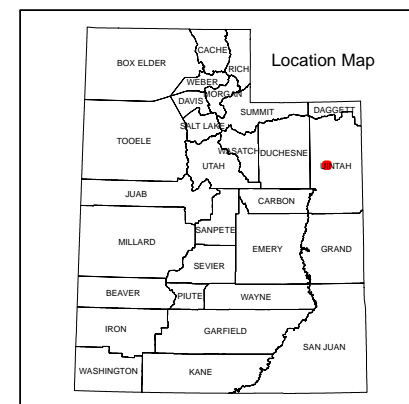 Location Map
BOX ELDER
CACHE
RICH
WEBER
MORGAN
DAVIS
SUMMIT
DAGGETT
SALT LAKE
TOOELE
WASATCH
DUCHESNE
UTAH
JUAB
CARBON
SANPETE
MILLARD
EMERY
GRAND
SEVIER
BEAVER
PIUTE
WAYNE
IRON
GARFIELD
SAN JUAN
WASHINGTON
KANE